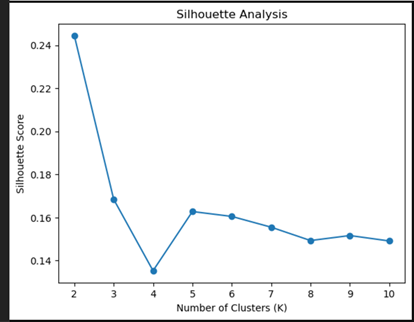 Silhouette Analysis
Silhouette Score
0.24
0.22
0.20
0.18
0.16
0.14
2 3 4 5 6 7 8 9 10
Number of Clusters (K)